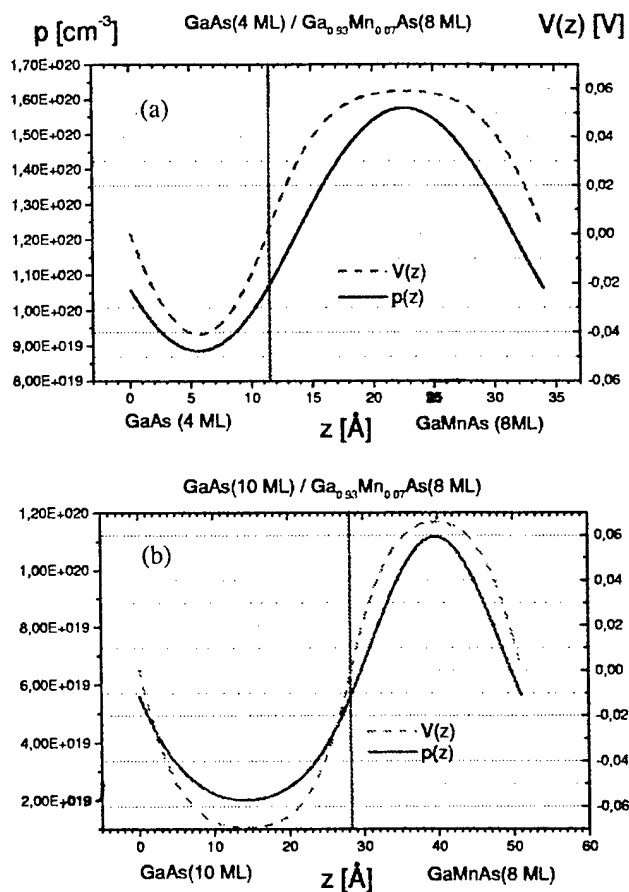 p [cm⁻³]
GaAs(4 ML) / Ga₀.₉₃Mn₀.₀₇As(8 ML)
V(z) [V]
(a)
1,70E+020
1,60E+020
1,50E+020
1,40E+020
1,30E+020
1,20E+020
1,10E+020
1,00E+020
9,00E+019
8,00E+019
0,06
0,04
0,02
0,00
-0,02
-0,04
-0,06
V(z)
p(z)
0 5 10 15 20 25 30 35
GaAs (4 ML)
z [Å]
GaMnAs (8ML)
GaAs(10 ML) / Ga₀.₉₃Mn₀.₀₇As(8 ML)
(b)
1,20E+020
1,00E+020
8,00E+019
6,00E+019
4,00E+019
2,00E+019
0,06
0,04
0,02
0,00
-0,02
-0,04
-0,06
V(z)
p(z)
0 10 20 30 40 50 60
GaAs(10 ML)
z [Å]
GaMnAs(8 ML)